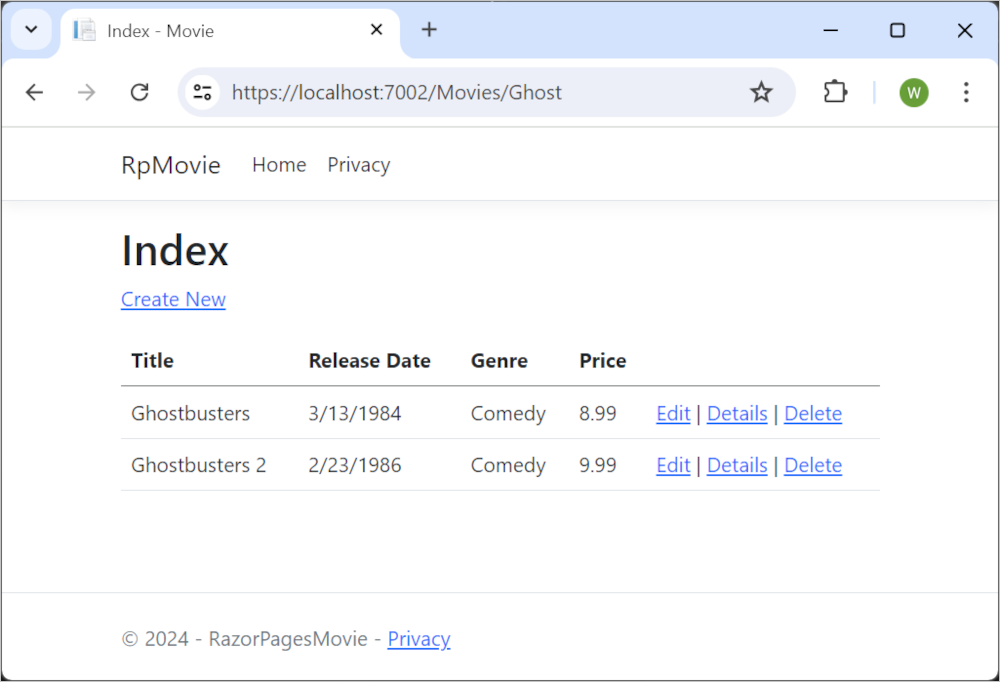 Index - Movie
https://localhost:7002/Movies/Ghost
W
RpMovie Home Privacy
Index
Create New
Title Release Date Genre Price
Ghostbusters 3/13/1984 Comedy 8.99 Edit | Details | Delete
Ghostbusters 2 2/23/1986 Comedy 9.99 Edit | Details | Delete
© 2024 - RazorPagesMovie - Privacy